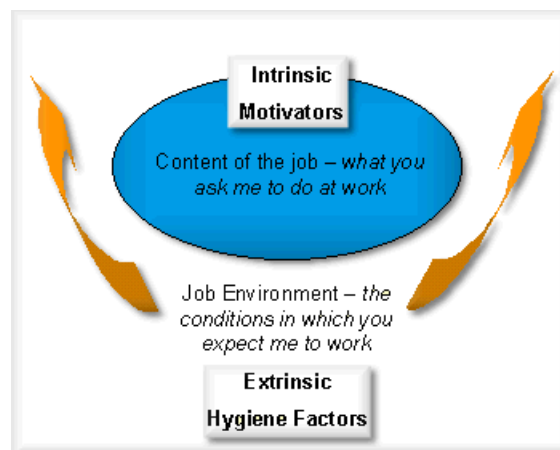 Intrinsic
Motivators
Content of the job – what you
ask me to do at work
Job Environment – the
conditions in which you
expect me to work
Extrinsic
Hygiene Factors